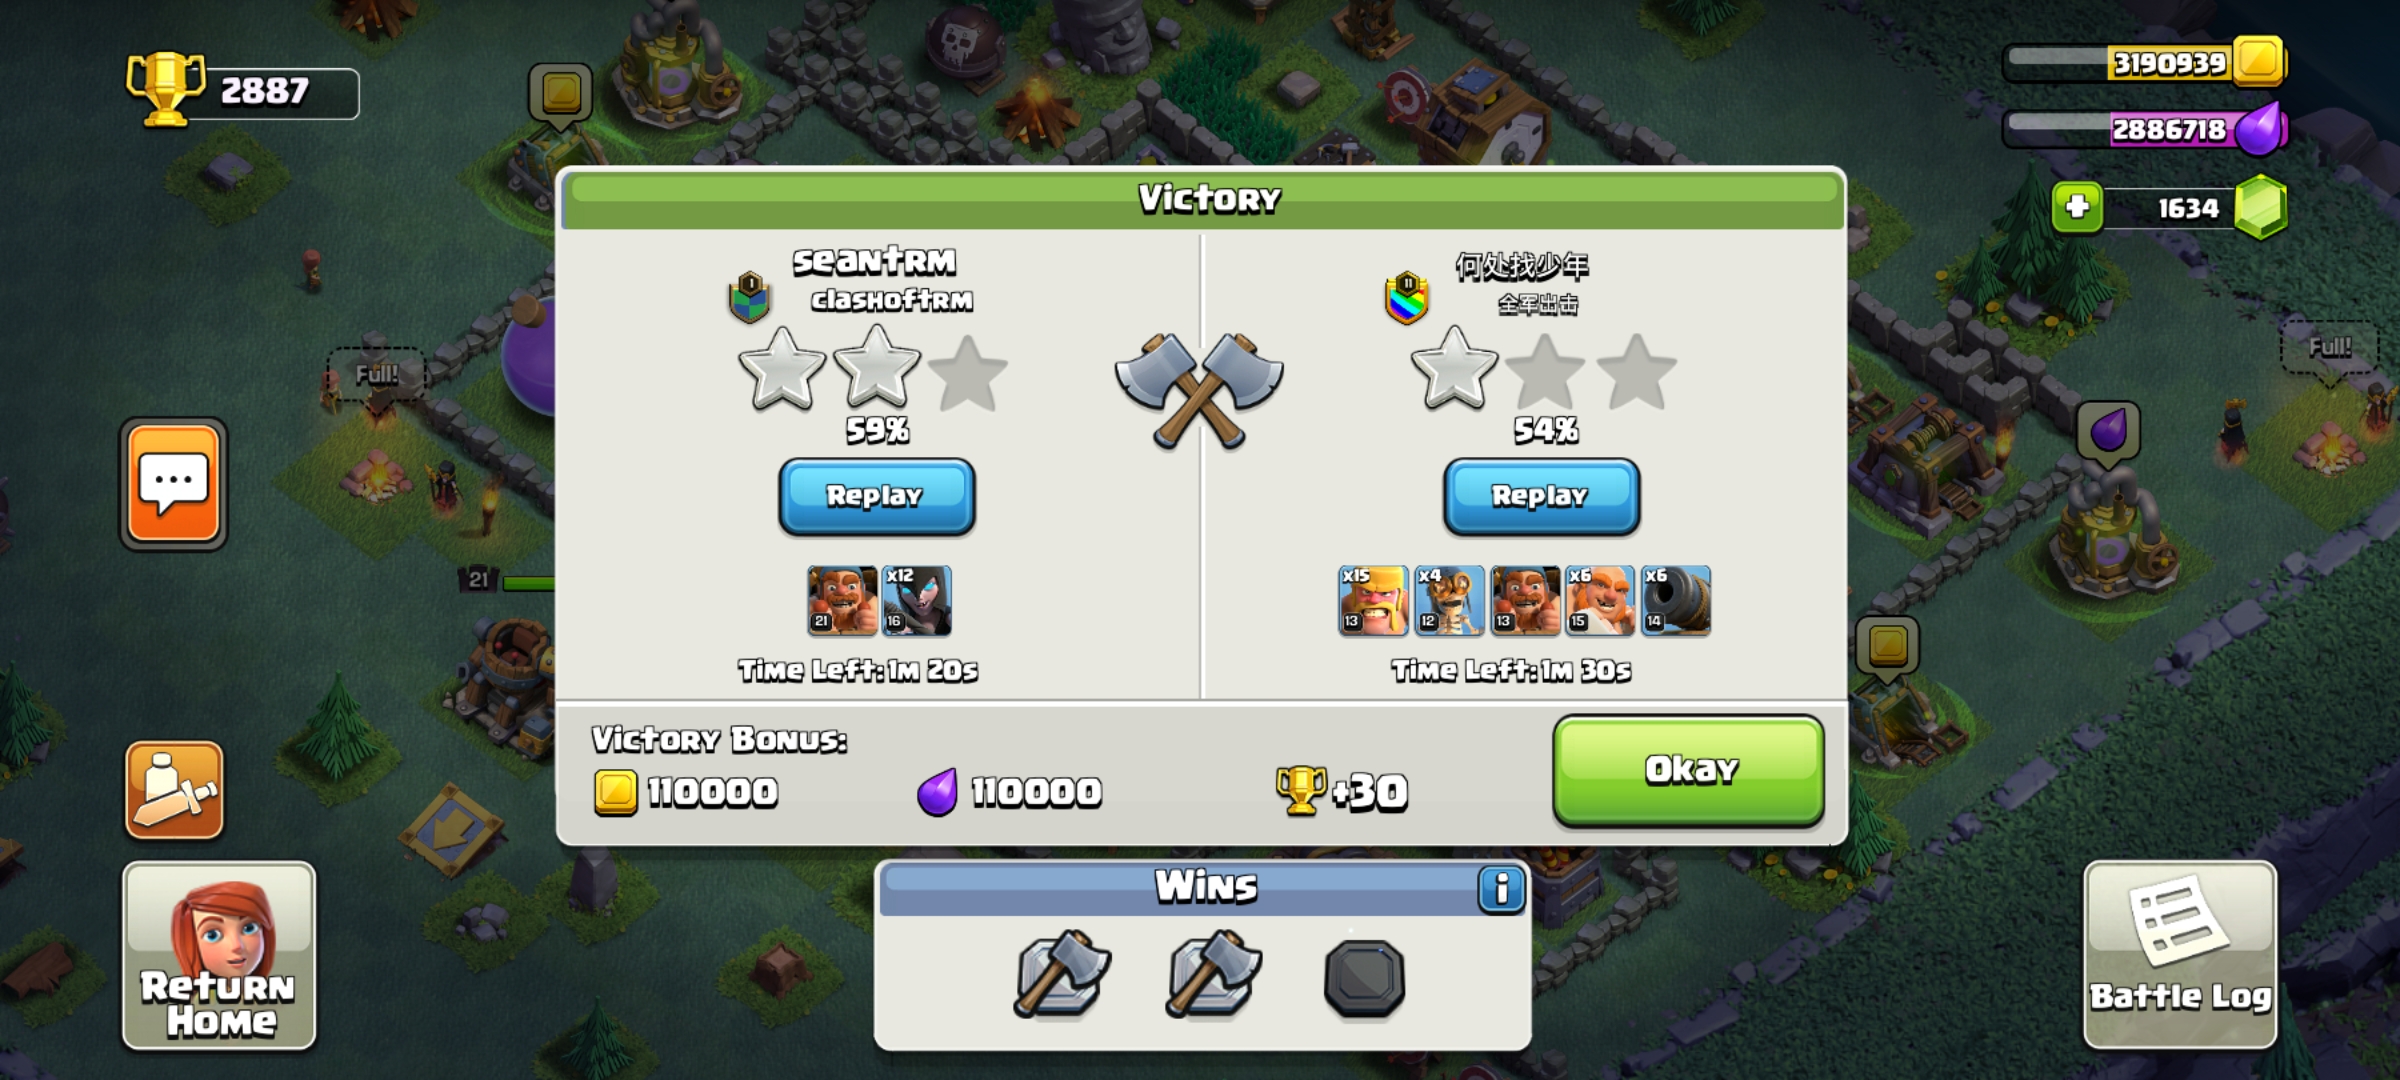 2887
3190939
2886718
1634
Full!
Full!
21
Victory
seantrm
1
clashoftrm
59%
Replay
21
x12
16
Time Left:1m 20s
何处找少年
11
全军出击
54%
Replay
x15
13
x4
12
13
x6
15
x6
14
Time Left:1m 30s
Victory Bonus:
110000
110000
+30
Okay
Wins
i
Return
Home
Battle Log